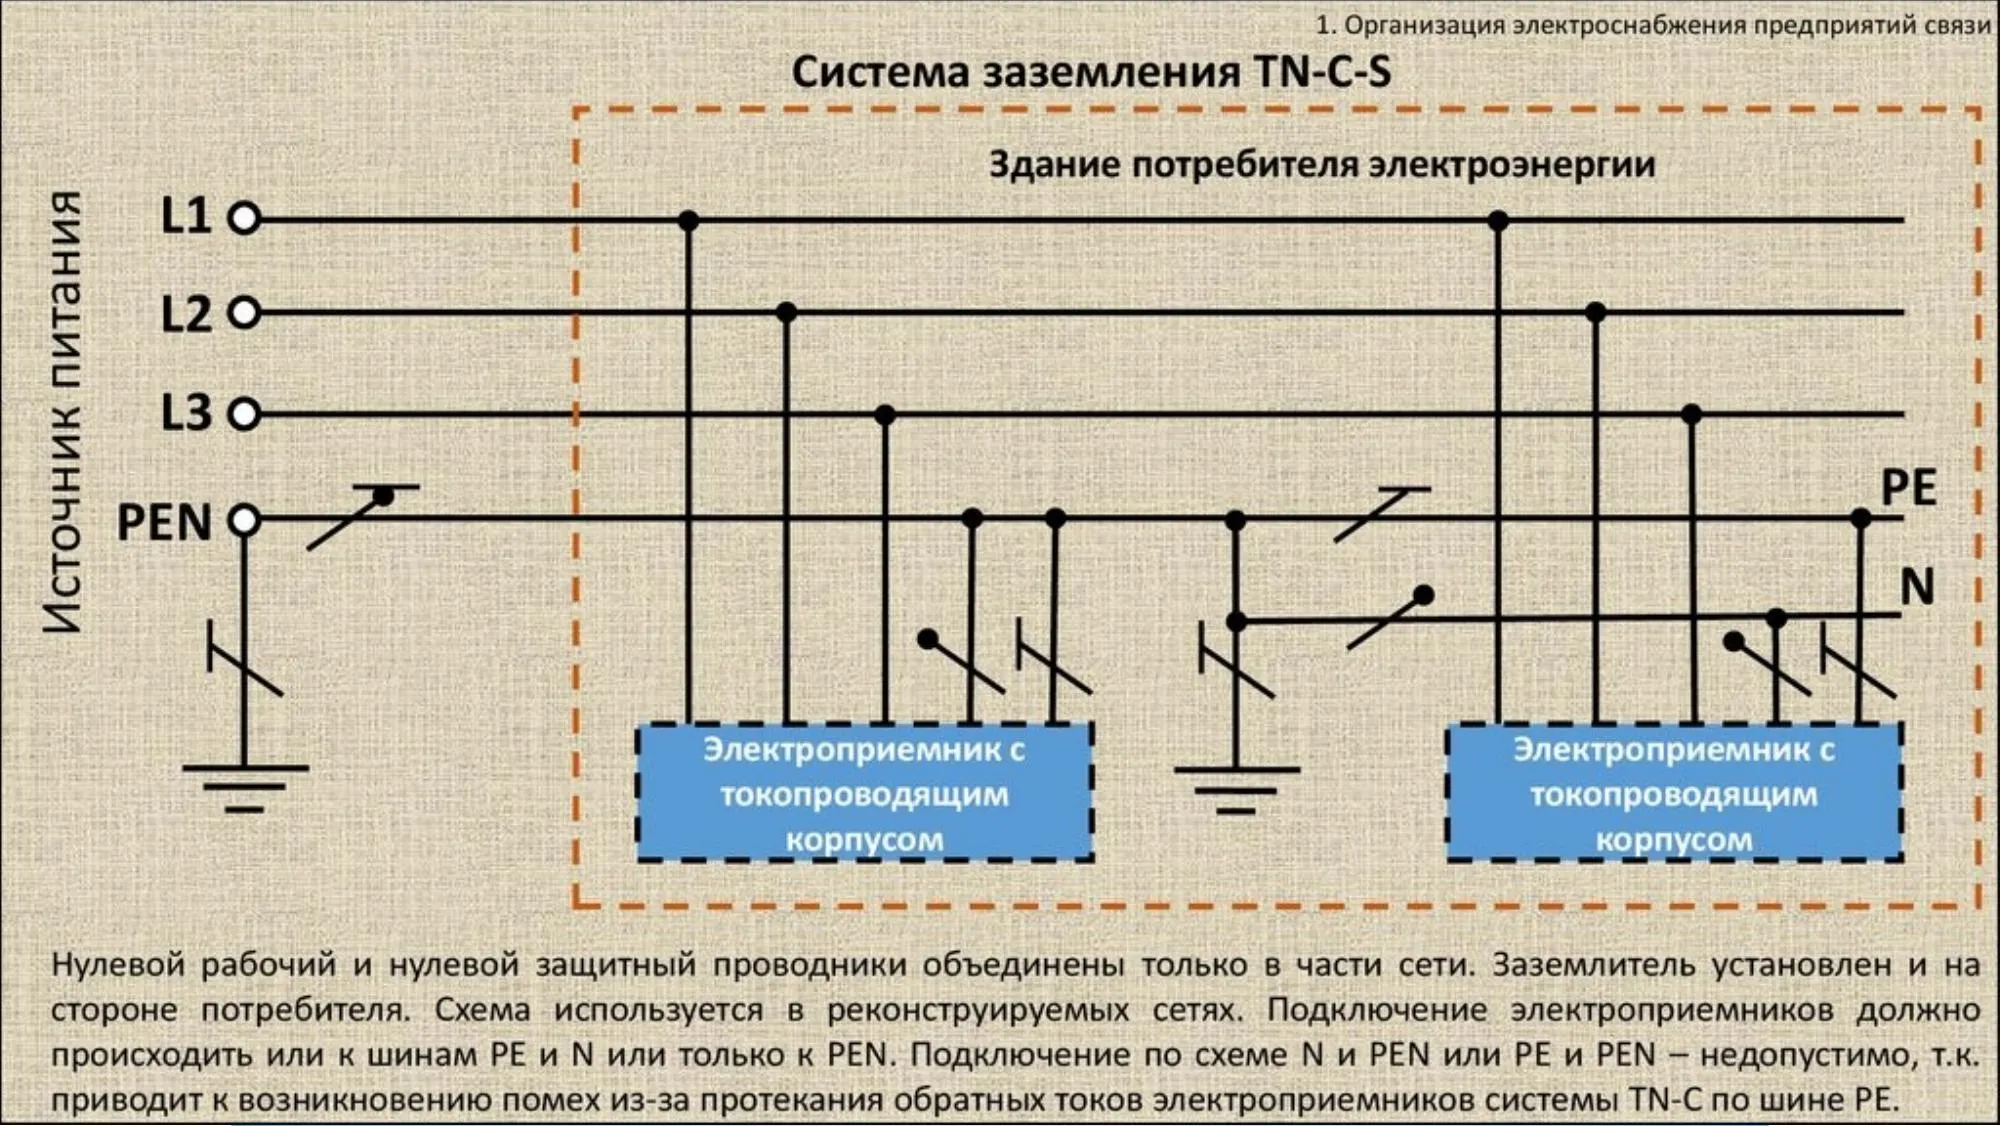 1. Организация электроснабжения предприятий связи
Система заземления TN-C-S
Здание потребителя электроэнергии
Источник питания
L1
L2
L3
PEN
PE
N
Электроприемник с
токопроводящим
корпусом
Электроприемник с
токопроводящим
корпусом
Нулевой рабочий и нулевой защитный проводники объединены только в части сети. Заземлитель установлен и на
стороне потребителя. Схема используется в реконструируемых сетях. Подключение электроприемников должно
происходить или к шинам PE и N или только к PEN. Подключение по схеме N и PEN или PE и PEN – недопустимо, т.к.
приводит к возникновению помех из-за протекания обратных токов электроприемников системы TN-C по шине PE.